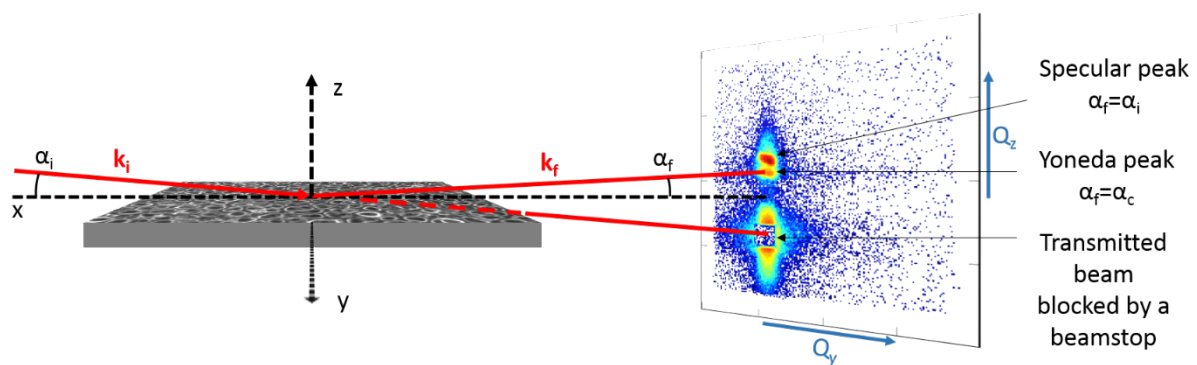 z
αi
ki
kf
αf
x
y
Qz
Qy
Specular peak
αf=αi
Yoneda peak
αf=αc
Transmitted
beam
blocked by a
beamstop